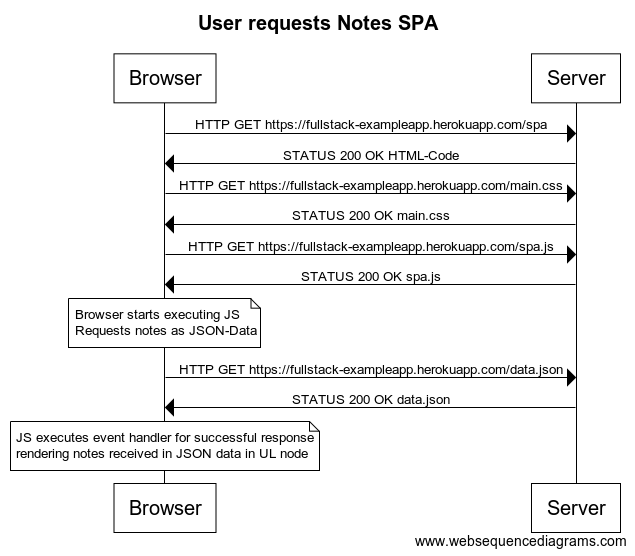 User requests Notes SPA
Browser
Server
HTTP GET https://fullstack-exampleapp.herokuapp.com/spa
STATUS 200 OK HTML-Code
HTTP GET https://fullstack-exampleapp.herokuapp.com/main.css
STATUS 200 OK main.css
HTTP GET https://fullstack-exampleapp.herokuapp.com/spa.js
STATUS 200 OK spa.js
Browser starts executing JS
Requests notes as JSON-Data
HTTP GET https://fullstack-exampleapp.herokuapp.com/data.json
STATUS 200 OK data.json
JS executes event handler for successful response
rendering notes received in JSON data in UL node
Browser
Server
www.websequencediagrams.com